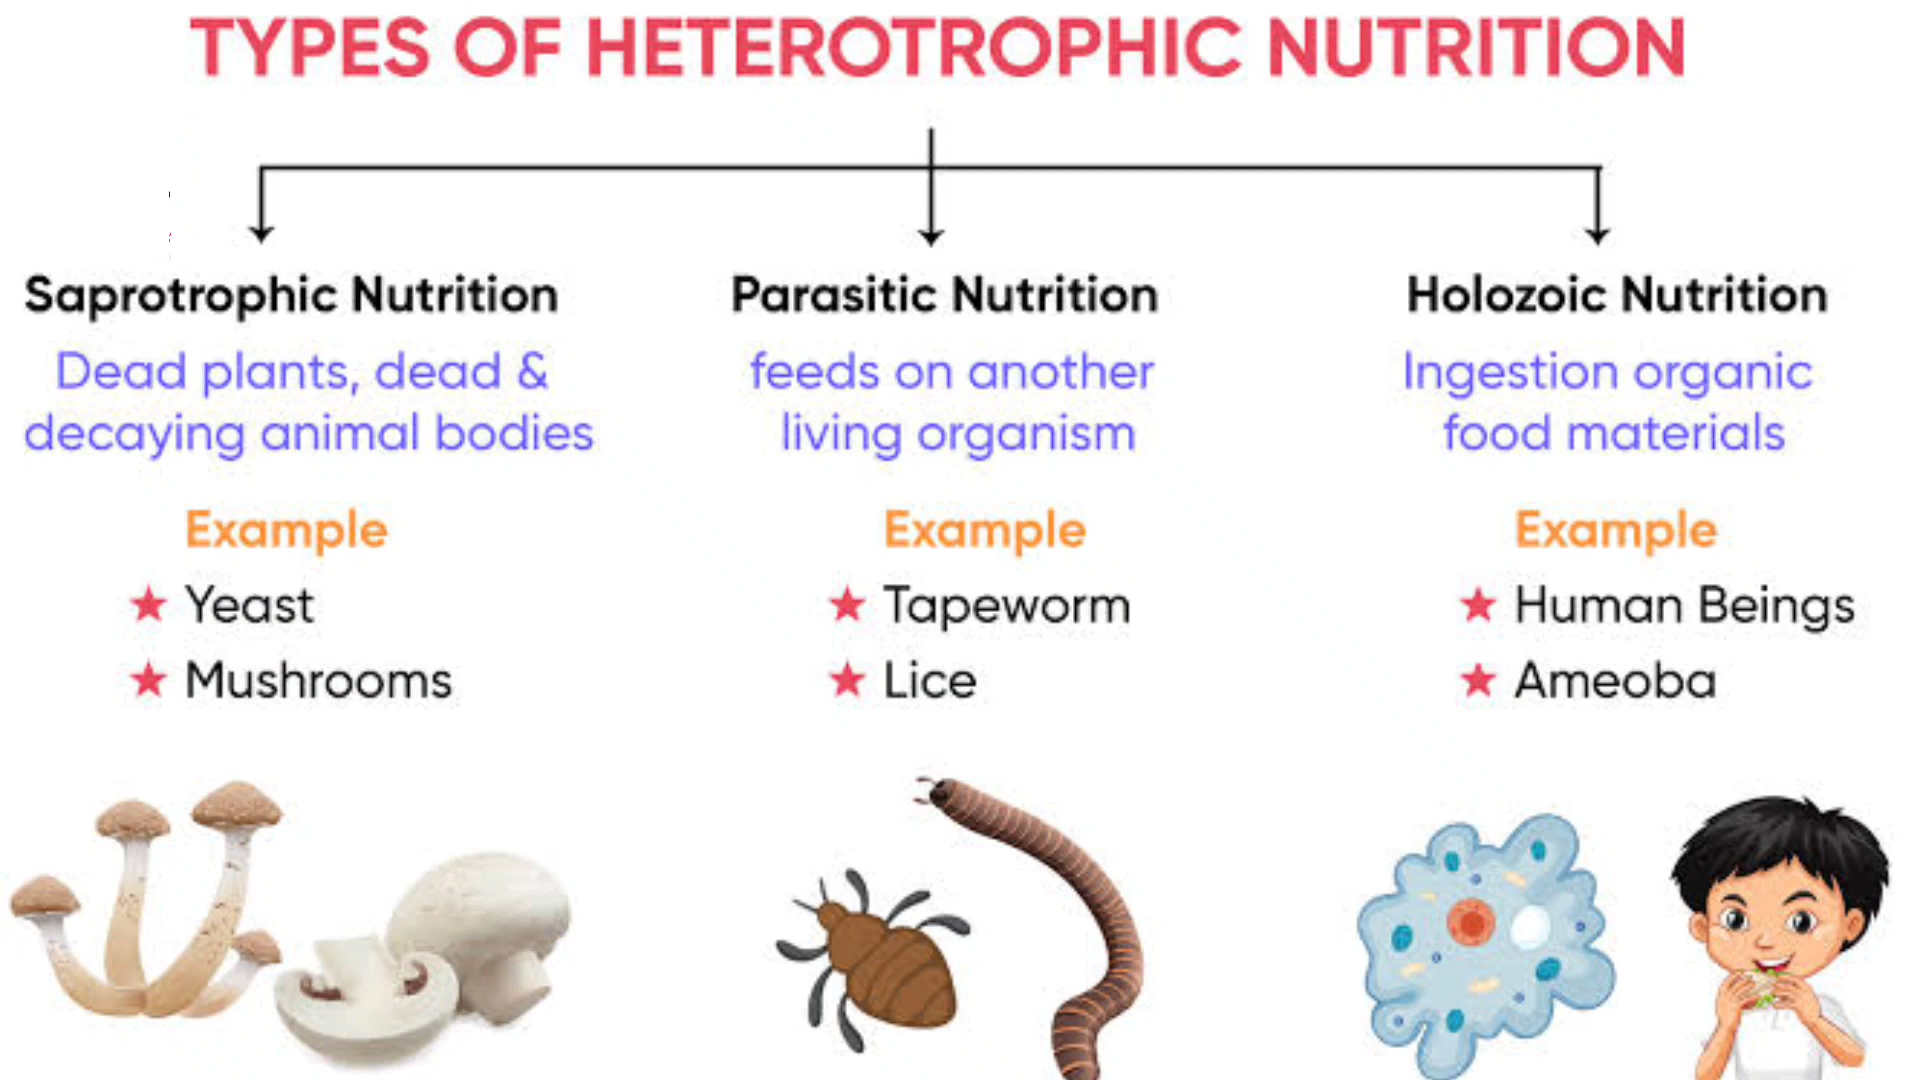 TYPES OF HETEROTROPHIC NUTRITION
Saprotrophic Nutrition
Dead plants, dead &
decaying animal bodies
Example
★ Yeast
★ Mushrooms
Parasitic Nutrition
feeds on another
living organism
Example
★ Tapeworm
★ Lice
Holozoic Nutrition
Ingestion organic
food materials
Example
★ Human Beings
★ Ameoba